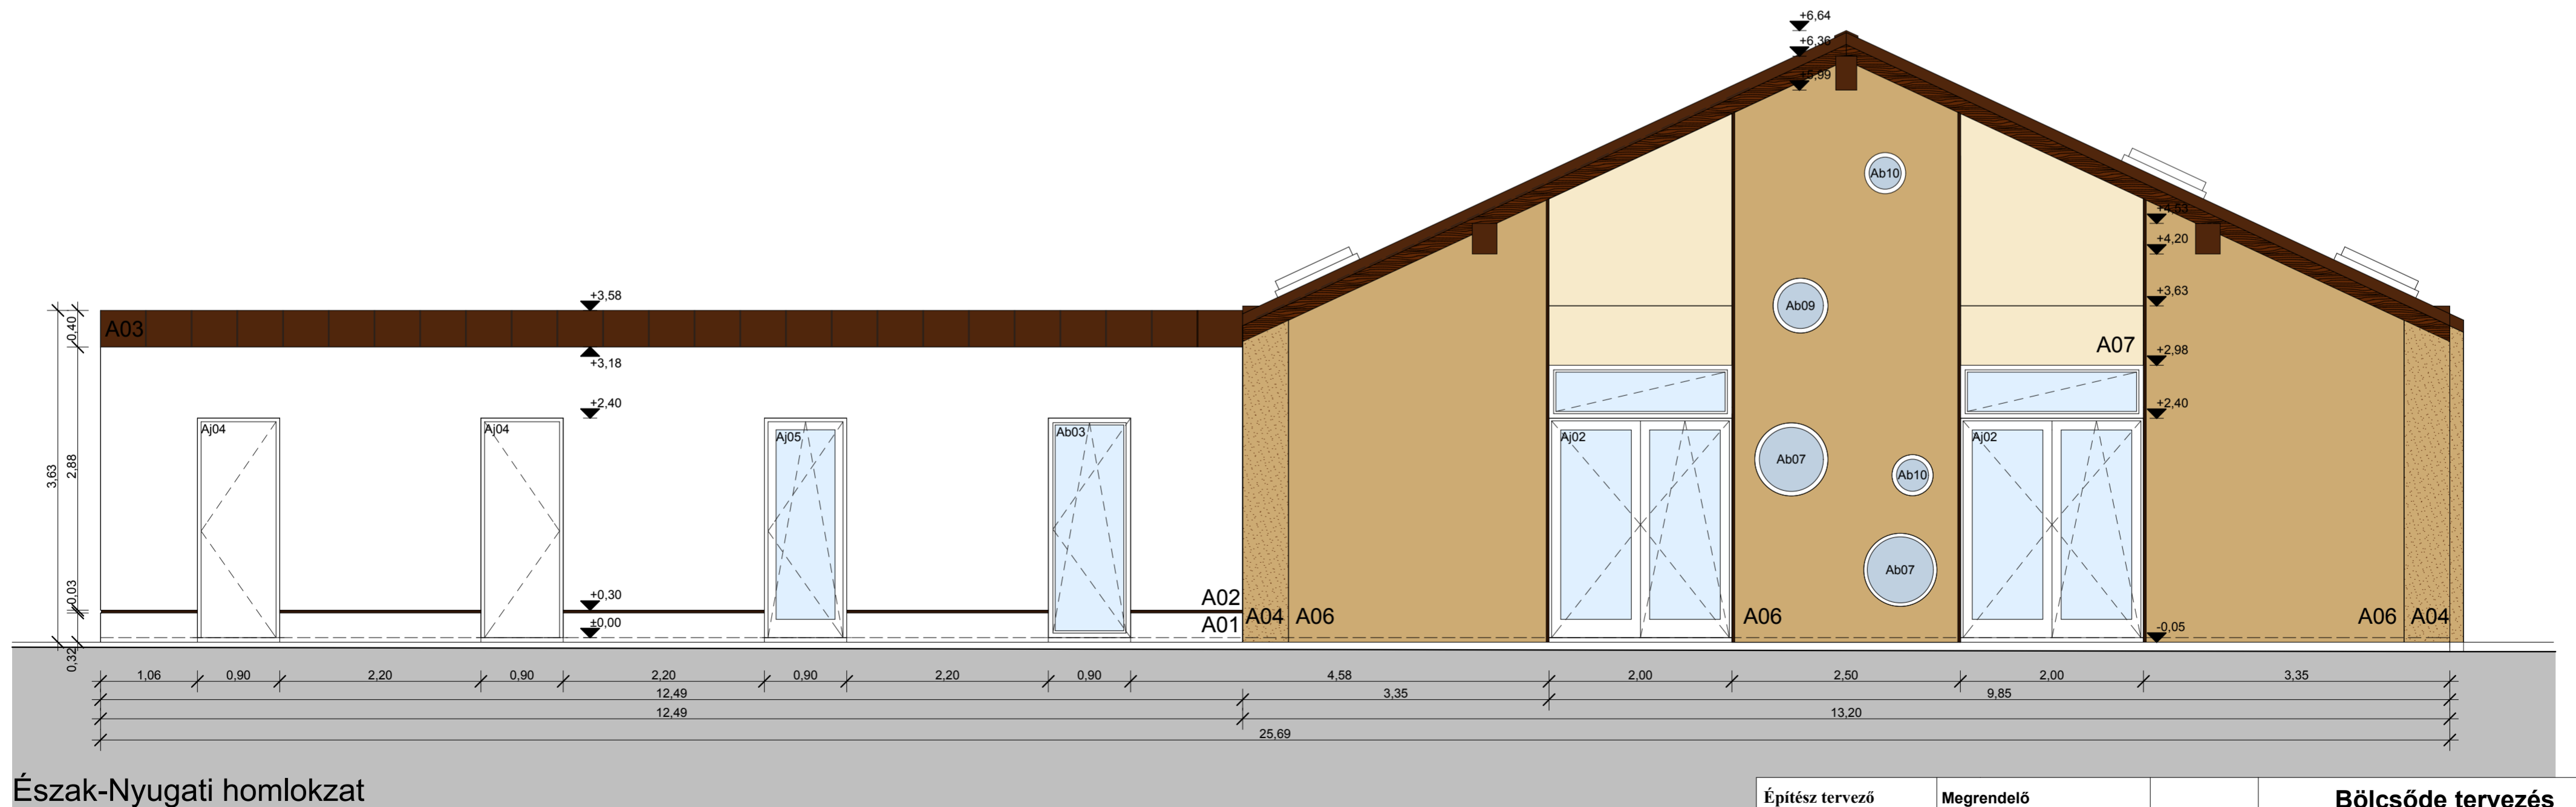 +6,64
+6,36
+5,99
Ab10
+4,53
+4,20
+3,63
+3,58
Ab09
A03
A07
+2,98
+3,18
+2,40
+2,40
0,40
2,88
3,63
0,03
0,32
Aj04
Aj04
Aj05
Ab03
Aj02
Aj02
Ab07
Ab10
Ab07
+0,30
±0,00
A02
A01
A04
A06
A06
A06
A04
-0,05
1,06
0,90
2,20
0,90
2,20
0,90
2,20
0,90
4,58
2,00
2,50
2,00
3,35
12,49
3,35
9,85
12,49
13,20
25,69
Észak-Nyugati homlokzat
Építész tervező
Megrendelő
Bölcsőde tervezés